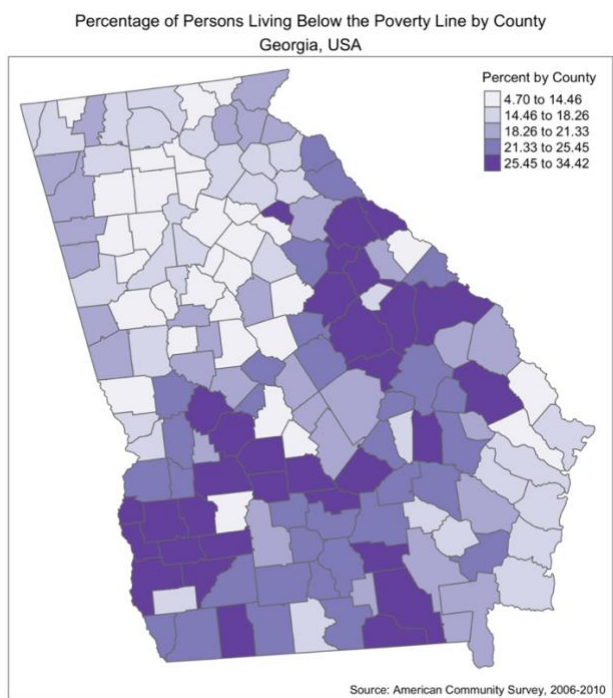 Percentage of Persons Living Below the Poverty Line by County
Georgia, USA
Percent by County
4.70 to 14.46
14.46 to 18.26
18.26 to 21.33
21.33 to 25.45
25.45 to 34.42
Source: American Community Survey, 2006-2010